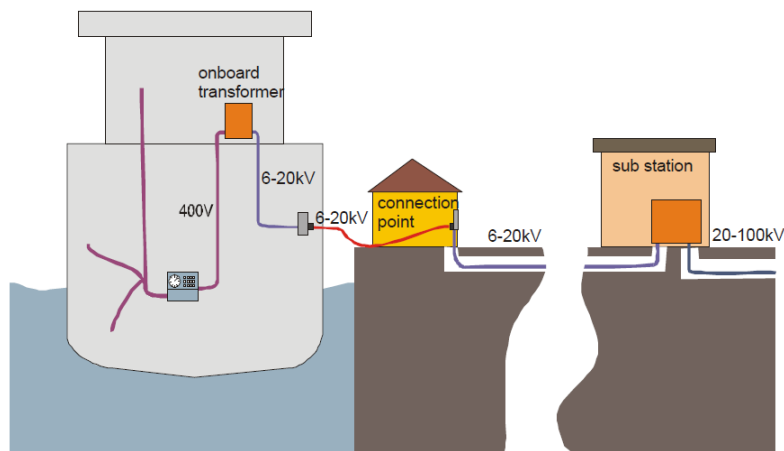 onboard
transformer
6-20kV
400V
6-20kV
connection
point
6-20kV
sub station
20-100kV